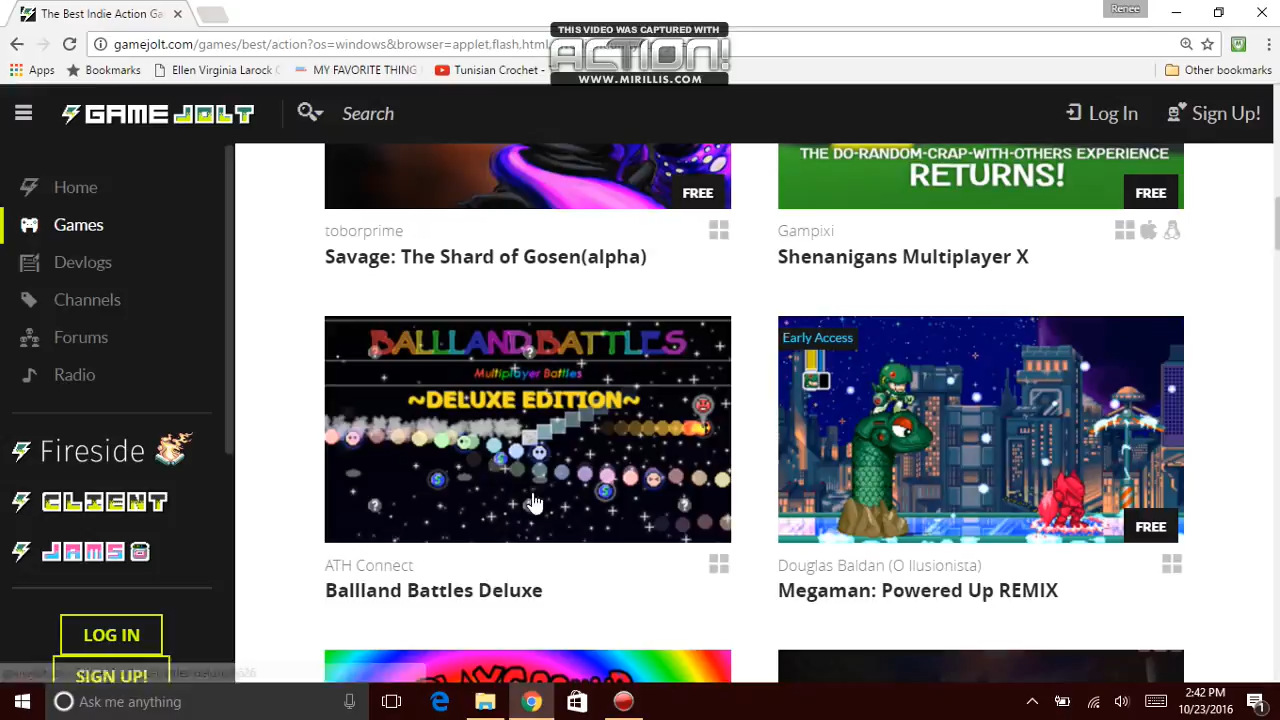 The Best Indie Action
Renee
gamejolt.com/games/best/action?os=windows&browser=applet.flash.html
THIS VIDEO WAS CAPTURED WITH
ACTION!
WWW.MIRILLIS.COM
Apps
Bookmarks
Ellen Virginia Larock
MY FAVORITE THING
Tunisian Crochet - T
Other bookmarks
GAME JOLT
Search
Log In
Sign Up!
Home
Games
Devlogs
Channels
Forums
Radio
Fireside
CLIENT
JAMS
LOG IN
SIGN UP!
FREE
toborprime
Savage: The Shard of Gosen(alpha)
THE DO-RANDOM-CRAP-WITH-OTHERS EXPERIENCE
RETURNS!
FREE
Gampixi
Shenanigans Multiplayer X
BALLLAND BATTLES
Multiplayer Battles
~DELUXE EDITION~
ATH Connect
Ballland Battles Deluxe
Early Access
FREE
Douglas Baldan (O Ilusionista)
Megaman: Powered Up REMIX
Ask me anything
2:42 PM
10/23/2016